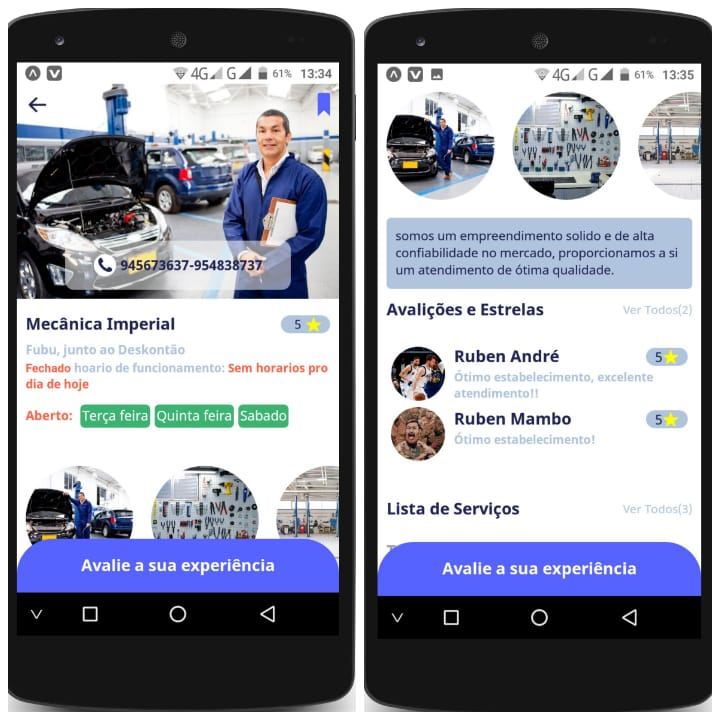 4G G 61% 13:34
945673637-954838737
Mecânica Imperial
5
Fubu, junto ao Deskontão
Fechado hoario de funcionamento: Sem horarios pro
dia de hoje
Aberto: Terça feira Quinta feira Sabado
Avalie a sua experiência
4G G 61% 13:35
somos um empreendimento solido e de alta
confiabilidade no mercado, proporcionamos a si
um atendimento de ótima qualidade.
Avalições e Estrelas Ver Todos(2)
Ruben André 5
Ótimo estabelecimento, excelente
atendimento!!
Ruben Mambo 5
Ótimo estabelecimento!
Lista de Serviços Ver Todos(3)
Avalie a sua experiência